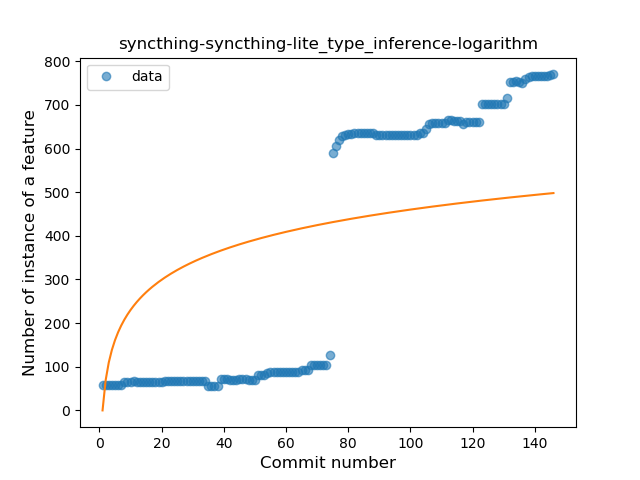 syncthing-syncthing-lite_type_inference-logarithm
data
Number of instance of a feature
800
700
600
500
400
300
200
100
0
0 20 40 60 80 100 120 140
Commit number